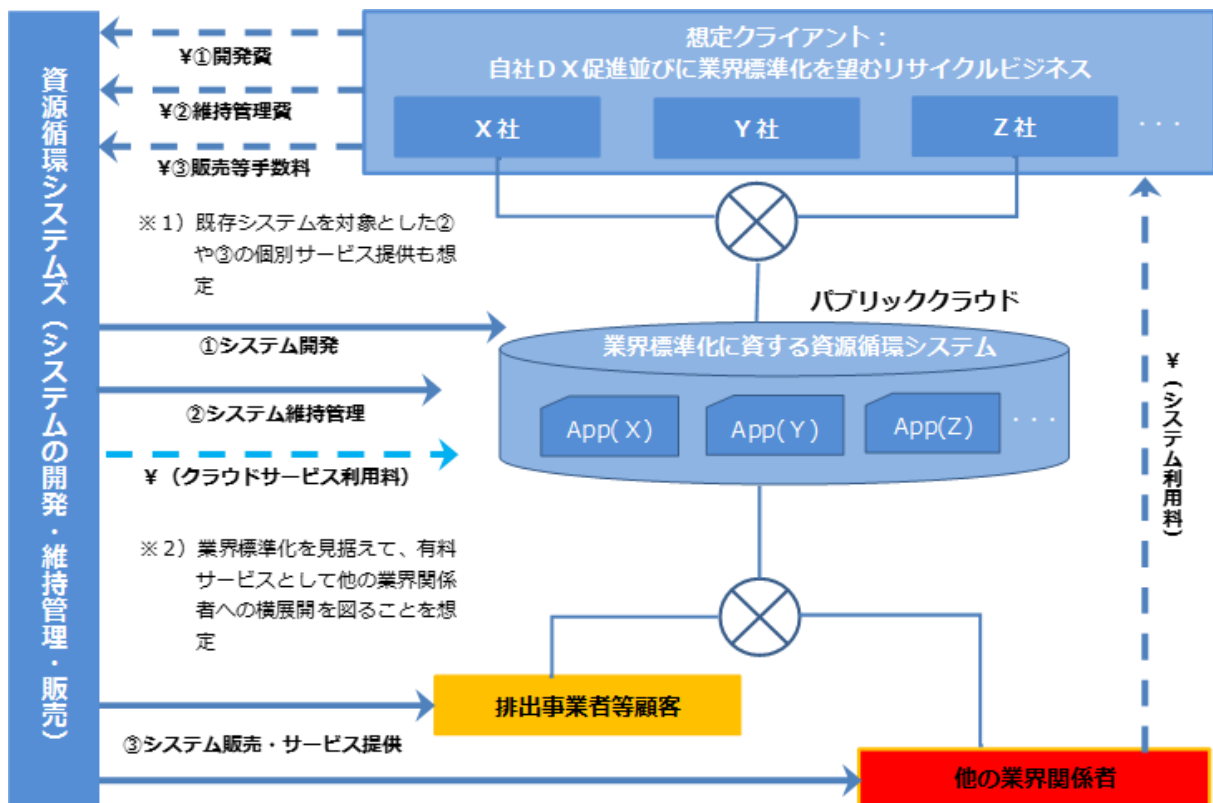 資源循環システムズ（システムの開発・維持管理・販売）
¥①開発費
¥②維持管理費
¥③販売等手数料
想定クライアント：
自社ＤＸ促進並びに業界標準化を望むリサイクルビジネス
Ｘ社
Ｙ社
Ｚ社
・・・
※１）既存システムを対象とした②
や③の個別サービス提供も想
定
①システム開発
②システム維持管理
¥（クラウドサービス利用料）
パブリッククラウド
業界標準化に資する資源循環システム
App(Ｘ)
App(Ｙ)
App(Z)
・・・
¥（システム利用料）
※２）業界標準化を見据えて、有料
サービスとして他の業界関係
者への横展開を図ることを想
定
排出事業者等顧客
③システム販売・サービス提供
他の業界関係者